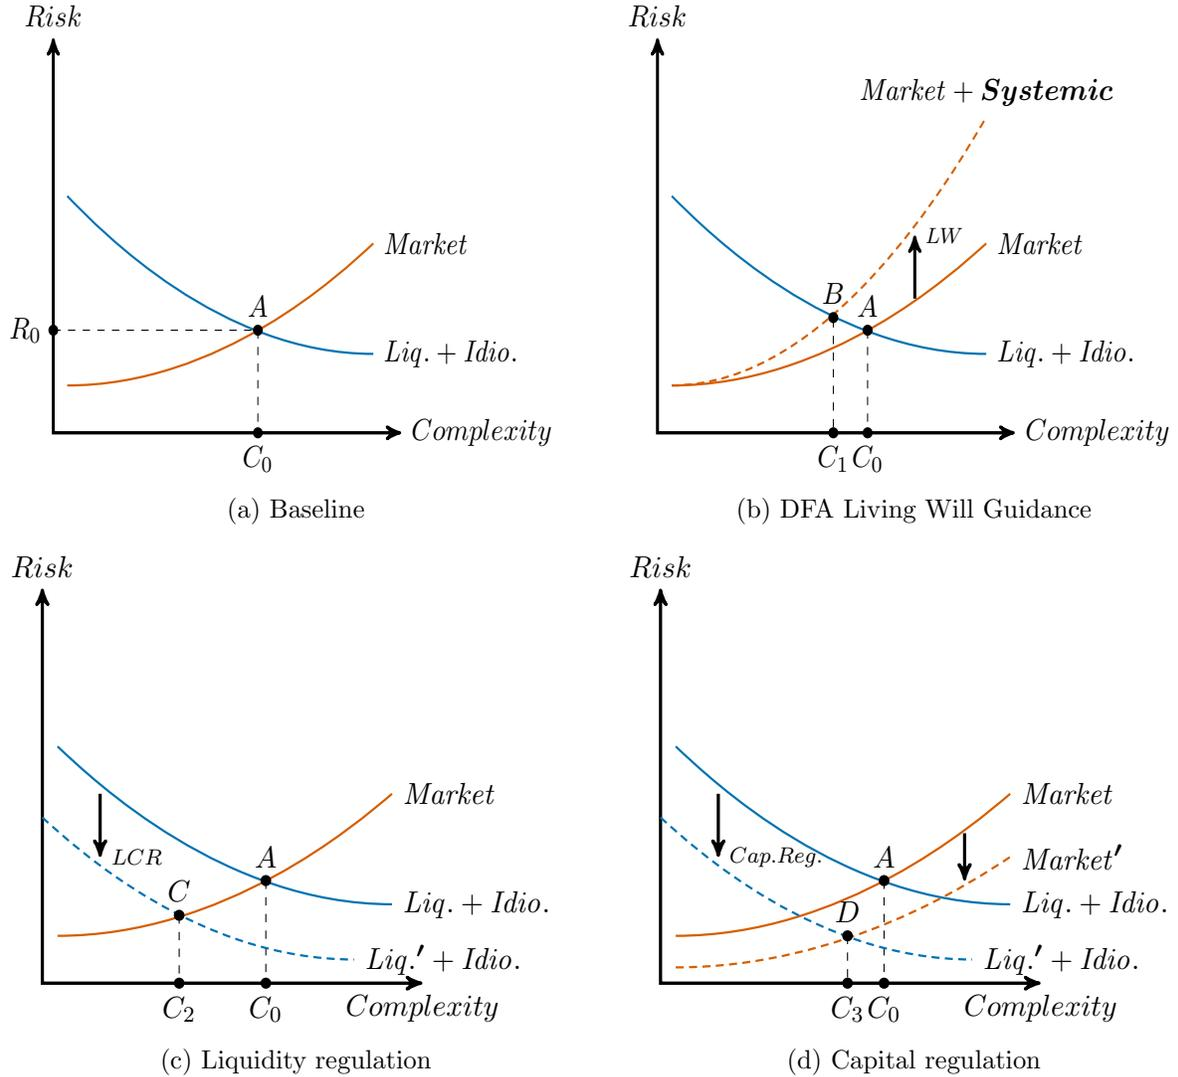 Risk
Market
A
R₀
Liq. + Idio.
Complexity
C₀
(a) Baseline
Risk
Market + Systemic
LW
Market
B
A
Liq. + Idio.
Complexity
C₁ C₀
(b) DFA Living Will Guidance
Risk
Market
LCR
A
C
Liq. + Idio.
Liq.′ + Idio.
C₂
C₀
Complexity
(c) Liquidity regulation
Risk
Market
Cap.Reg.
A
Market′
D
Liq. + Idio.
Liq.′ + Idio.
C₃ C₀
Complexity
(d) Capital regulation